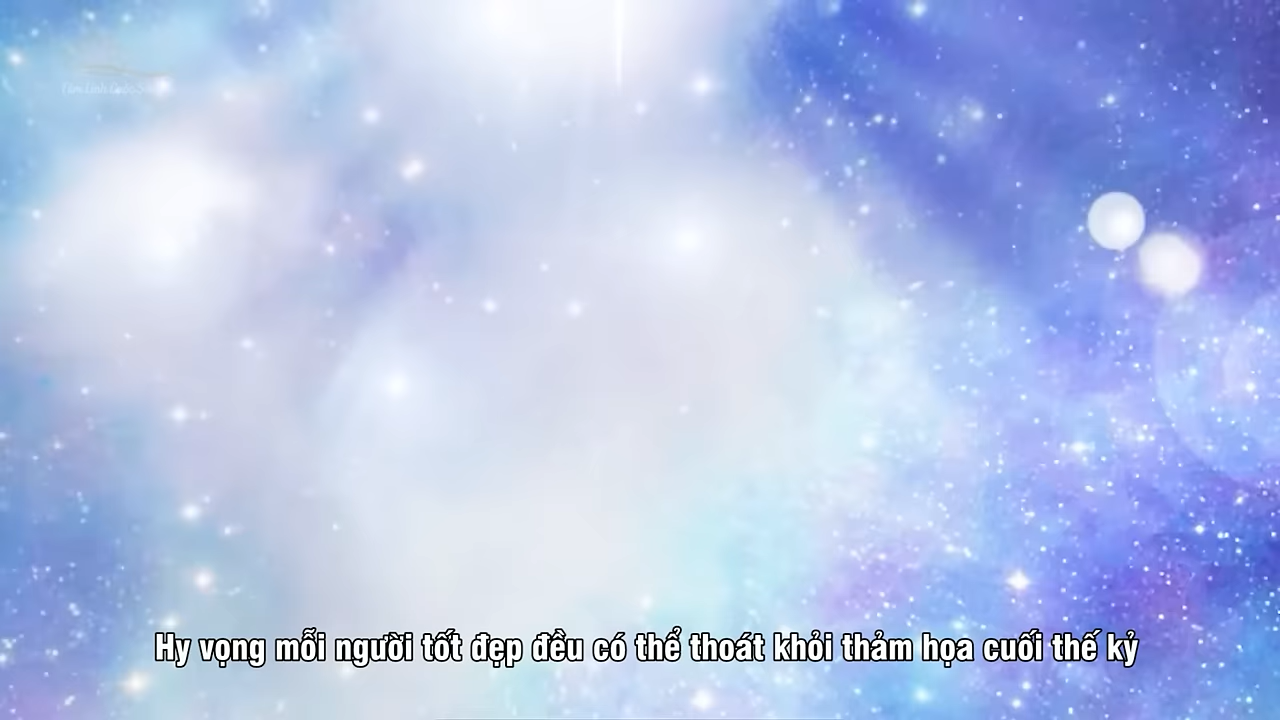 Hy vọng mỗi người tốt đẹp đều có thể thoát khỏi thảm họa cuối thế kỷ